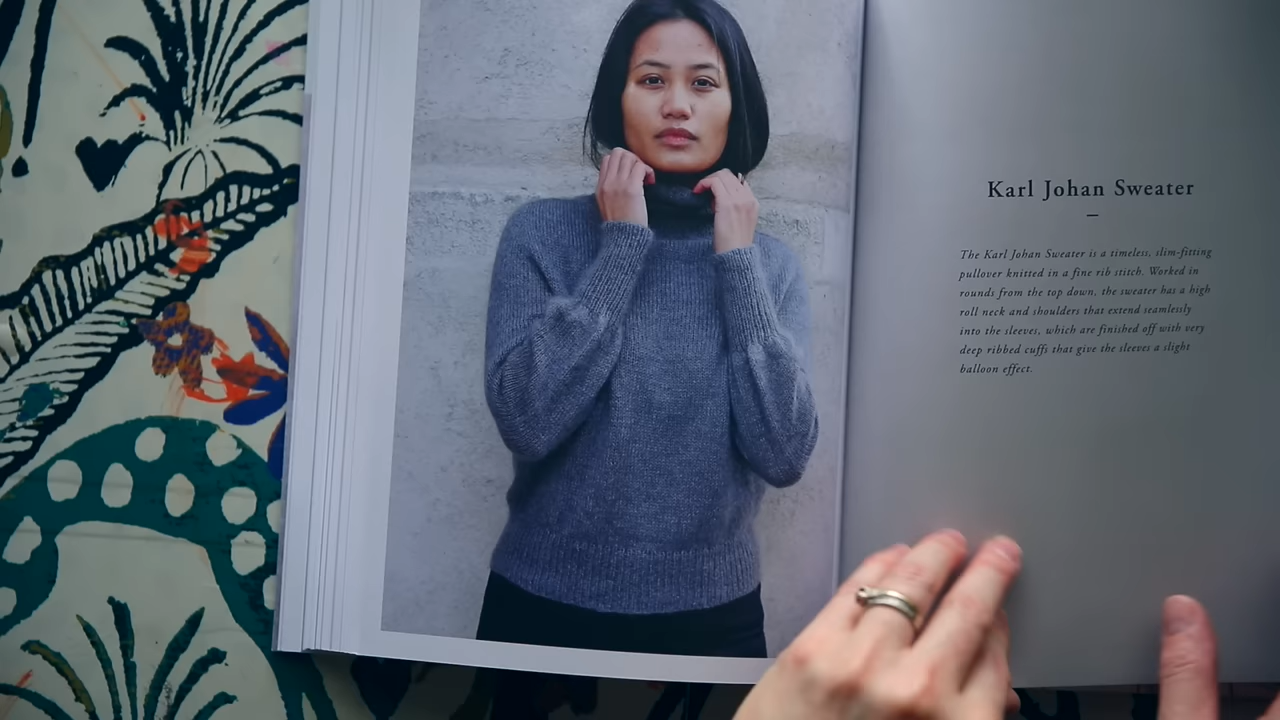 Karl Johan Sweater
The Karl Johan Sweater is a timeless, slim-fitting
pullover knitted in a fine rib stitch. Worked in
rounds from the top down, the sweater has a high
roll neck and shoulders that extend seamlessly
into the sleeves, which are finished off with very
deep ribbed cuffs that give the sleeves a slight
balloon effect.